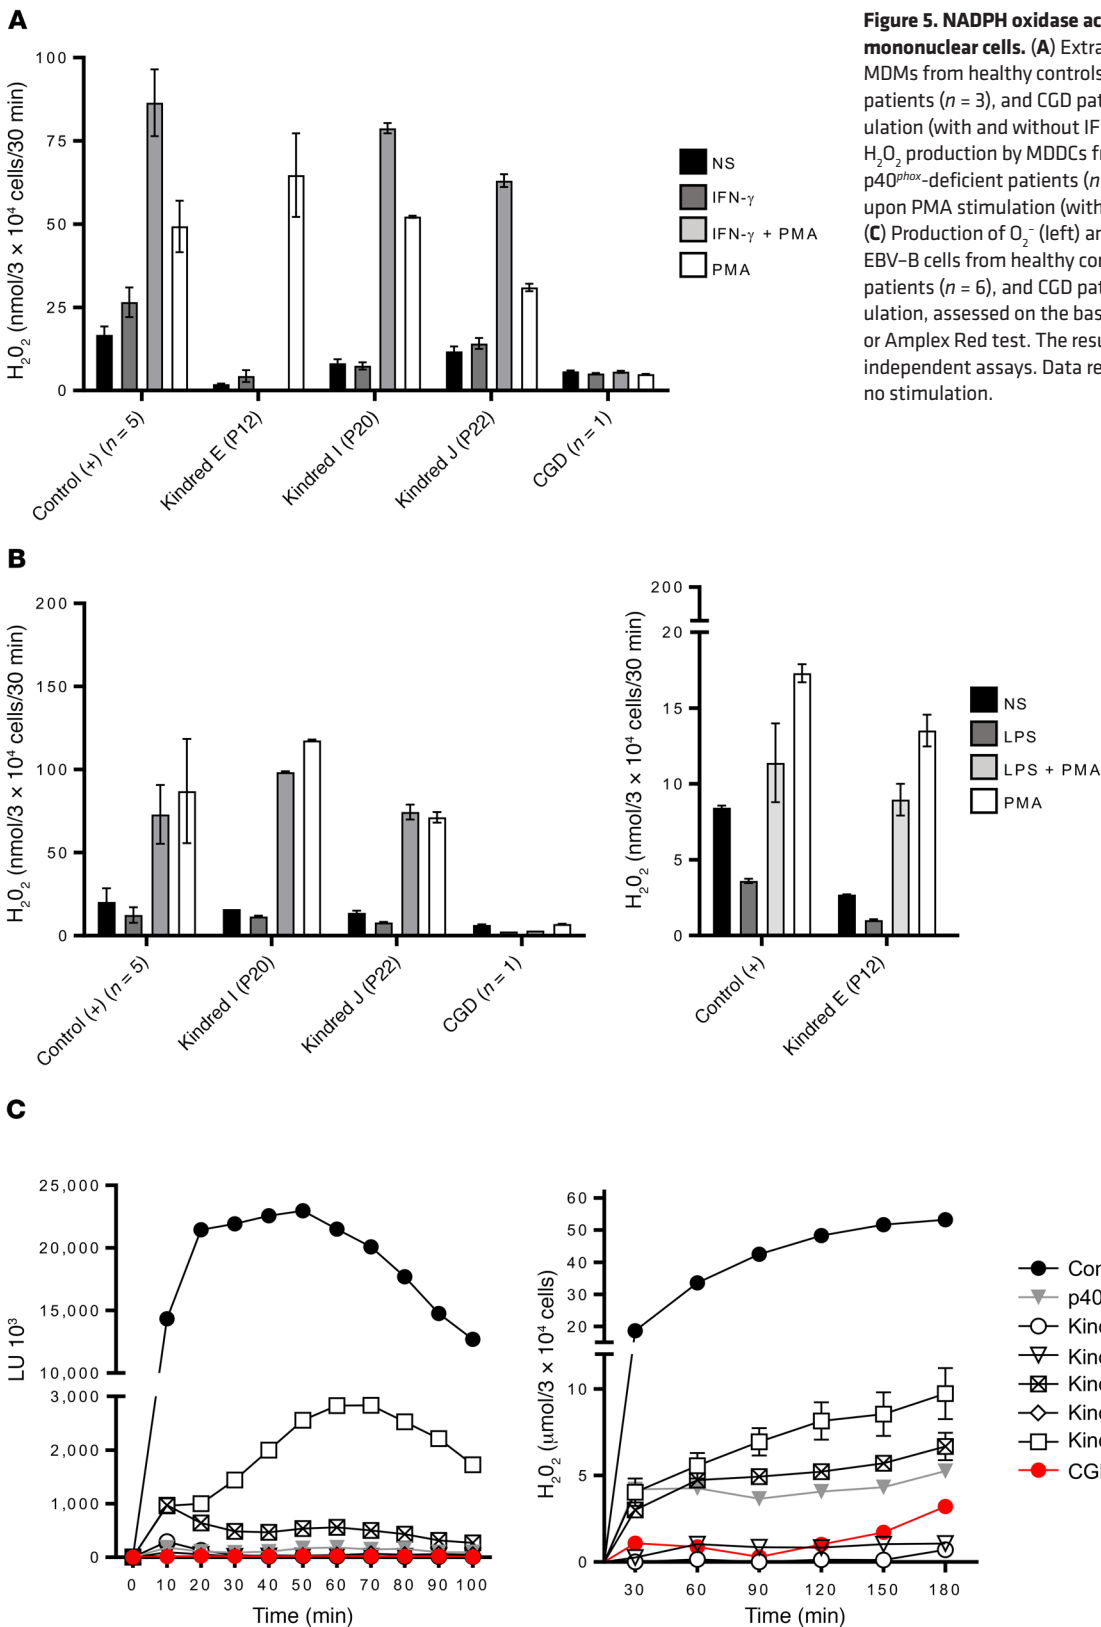 A
100
75
50
25
0
H2O2 (nmol/3 × 10⁴ cells/30 min)
Control (+) (n = 5)
Kindred E (P12)
Kindred I (P20)
Kindred J (P22)
CGD (n = 1)
NS
IFN-γ
IFN-γ + PMA
PMA
Figure 5. NADPH oxidase ac
mononuclear cells. (A) Extra
MDMs from healthy controls
patients (n = 3), and CGD pat
ulation (with and without IF
H2O2 production by MDDCs fr
p40phox-deficient patients (n
upon PMA stimulation (with
(C) Production of O2⁻ (left) an
EBV–B cells from healthy con
patients (n = 6), and CGD pat
ulation, assessed on the bas
or Amplex Red test. The resu
independent assays. Data re
no stimulation.
B
200
150
100
50
0
H2O2 (nmol/3 × 10⁴ cells/30 min)
Control (+) (n = 5)
Kindred I (P20)
Kindred J (P22)
CGD (n = 1)
200
20
15
10
5
0
H2O2 (nmol/3 × 10⁴ cells/30 min)
Control (+)
Kindred E (P12)
NS
LPS
LPS + PMA
PMA
C
25,000
20,000
15,000
10,000
3,000
2,000
1,000
0
LU 10³
0 10 20 30 40 50 60 70 80 90 100
Time (min)
60
50
40
30
20
10
5
0
H2O2 (μmol/3 × 10⁴ cells)
30 60 90 120 150 180
Time (min)
Con
p40
Kind
Kind
Kind
Kind
Kind
CG